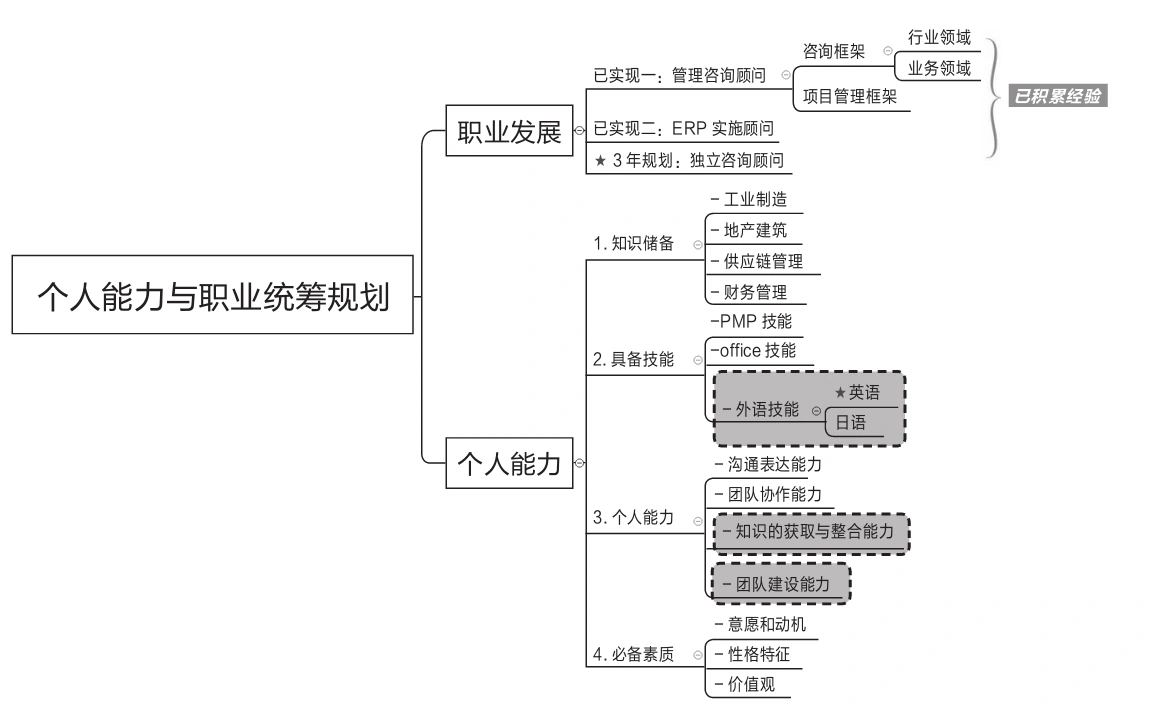 个人能力与职业统筹规划
职业发展
已实现一：管理咨询顾问
咨询框架
行业领域
业务领域
项目管理框架
已积累经验
已实现二：ERP 实施顾问
★ 3 年规划：独立咨询顾问
个人能力
1. 知识储备
- 工业制造
- 地产建筑
- 供应链管理
- 财务管理
2. 具备技能
-PMP 技能
-office 技能
- 外语技能
★ 英语
日语
3. 个人能力
- 沟通表达能力
- 团队协作能力
- 知识的获取与整合能力
- 团队建设能力
4. 必备素质
- 意愿和动机
- 性格特征
- 价值观